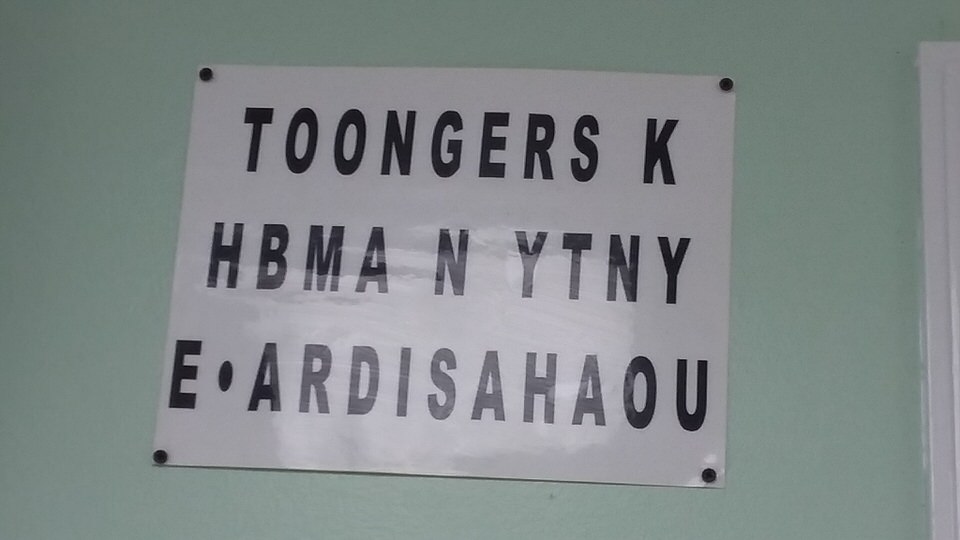 TOONGERS K
HBMA N YTNY
E•ARDISAHAOU